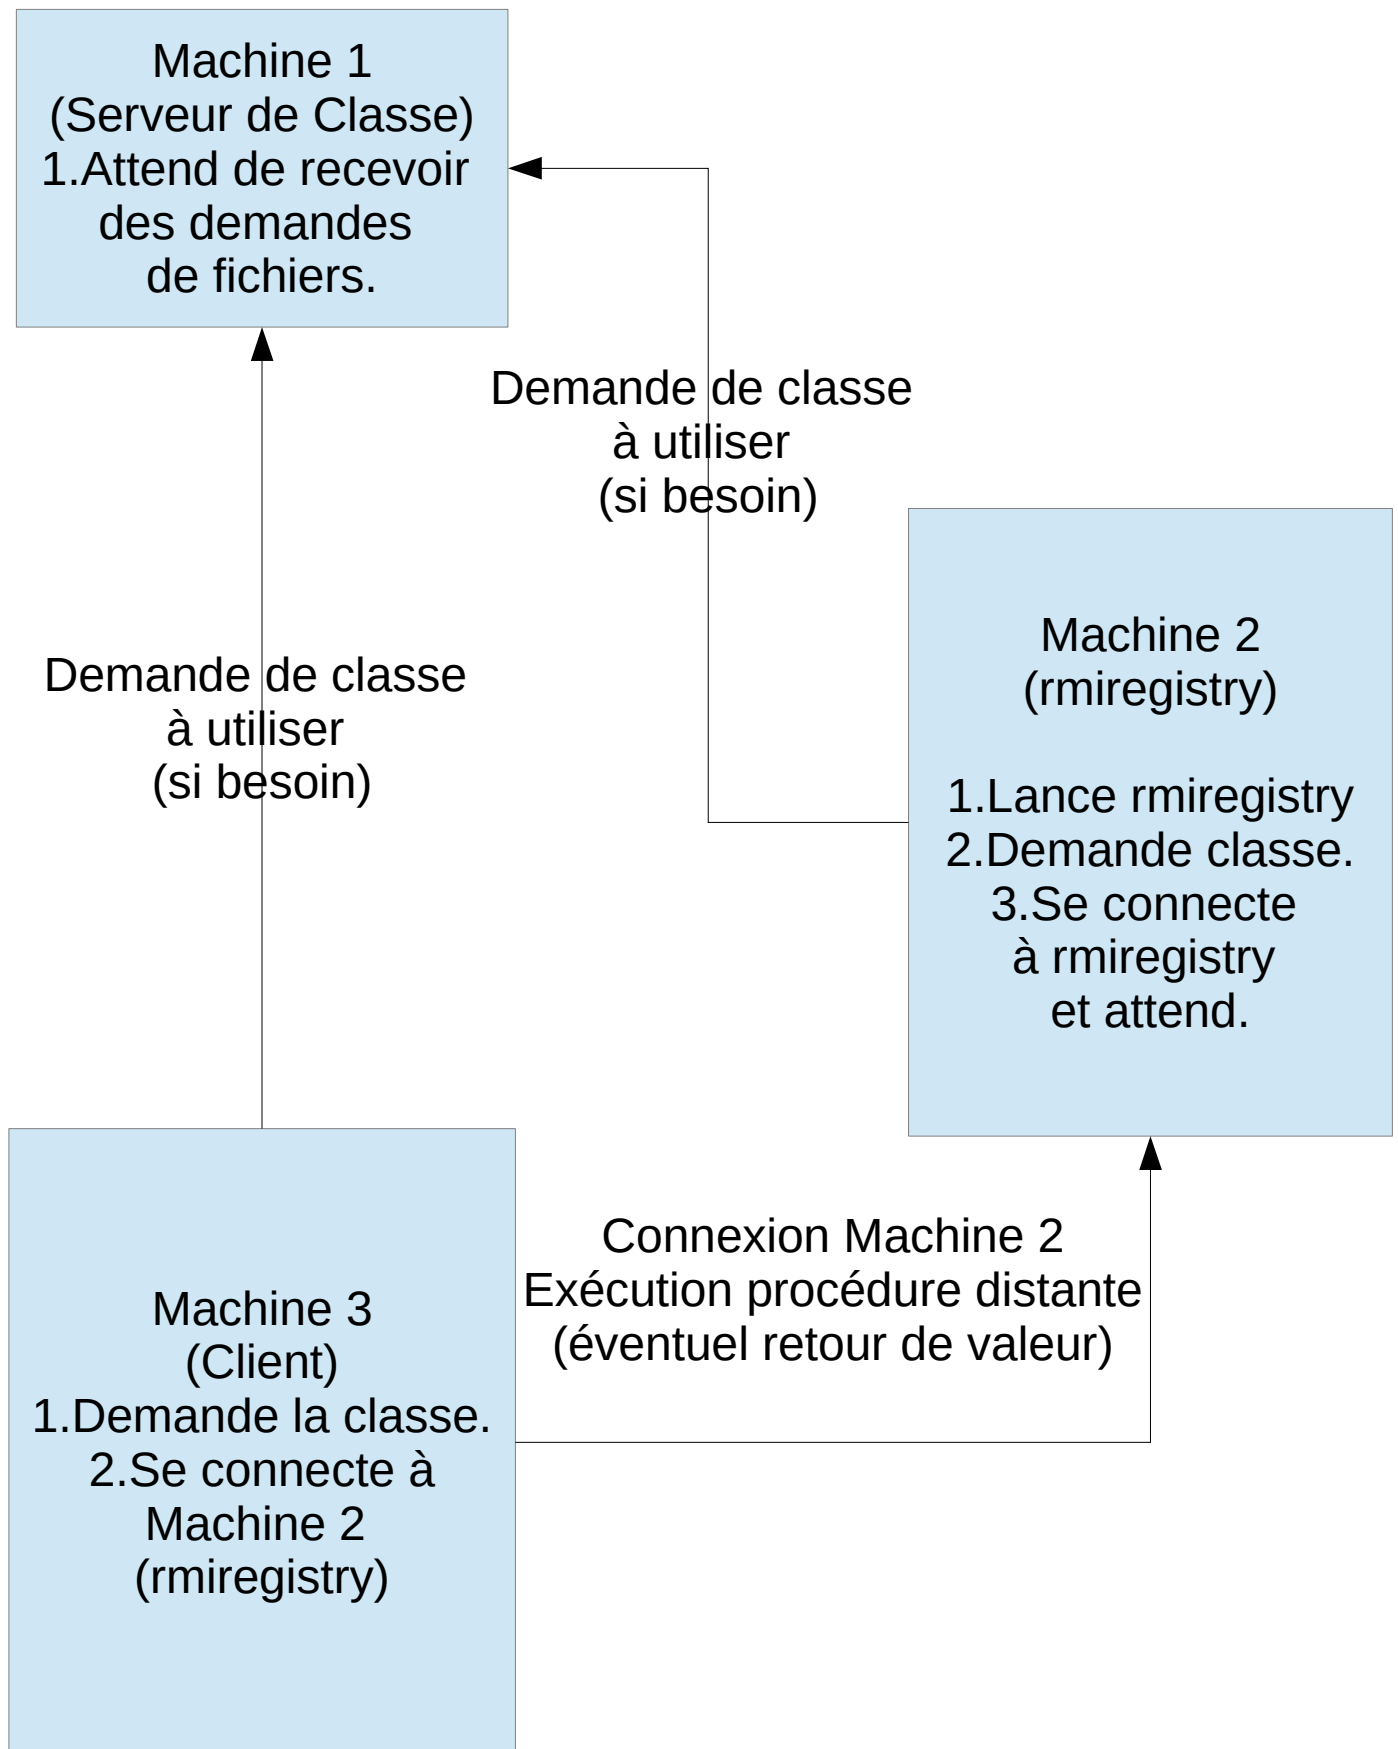 Machine 1
(Serveur de Classe)
1.Attend de recevoir
des demandes
de fichiers.
Demande de classe
à utiliser
(si besoin)
Machine 2
(rmiregistry)
1.Lance rmiregistry
2.Demande classe.
3.Se connecte
à rmiregistry
et attend.
Demande de classe
à utiliser
(si besoin)
Connexion Machine 2
Exécution procédure distante
(éventuel retour de valeur)
Machine 3
(Client)
1.Demande la classe.
2.Se connecte à
Machine 2
(rmiregistry)